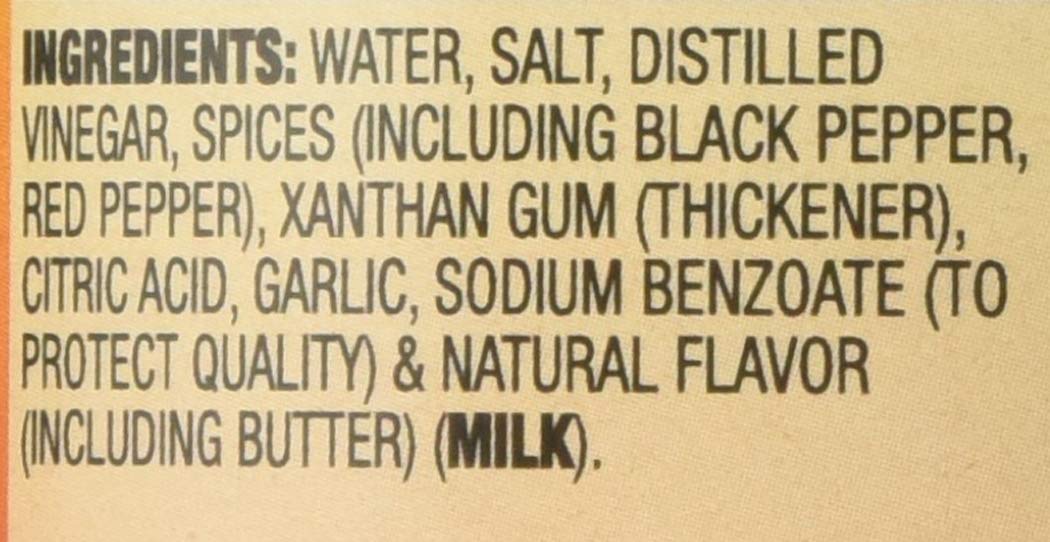 INGREDIENTS: WATER, SALT, DISTILLED
VINEGAR, SPICES (INCLUDING BLACK PEPPER,
RED PEPPER), XANTHAN GUM (THICKENER),
CITRIC ACID, GARLIC, SODIUM BENZOATE (TO
PROTECT QUALITY) & NATURAL FLAVOR
(INCLUDING BUTTER) (MILK).